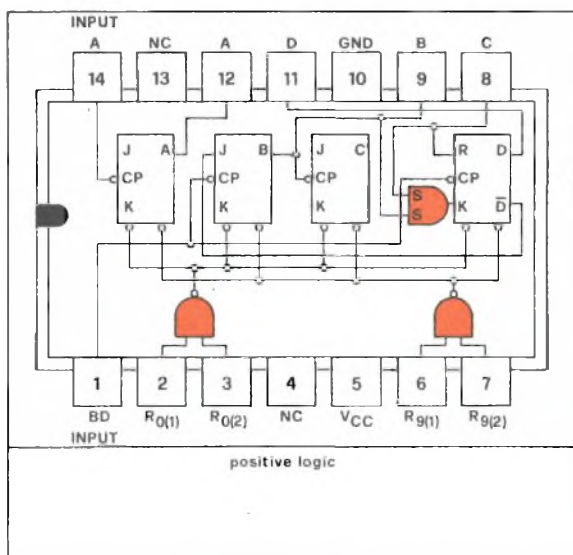 INPUT
A NC A D GND B C
14 13 12 11 10 9 8
J A J B J C R D
CP CP CP CP
S
K K K S K D̅
1 2 3 4 5 6 7
BD R0(1) R0(2) NC VCC R9(1) R9(2)
INPUT
positive logic